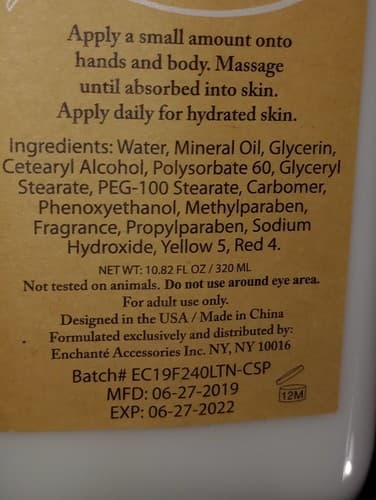 Apply a small amount onto
hands and body. Massage
until absorbed into skin.
Apply daily for hydrated skin.
Ingredients: Water, Mineral Oil, Glycerin,
Cetearyl Alcohol, Polysorbate 60, Glyceryl
Stearate, PEG-100 Stearate, Carbomer,
Phenoxyethanol, Methylparaben,
Fragrance, Propylparaben, Sodium
Hydroxide, Yellow 5, Red 4.
NET WT: 10.82 FL OZ / 320 ML
Not tested on animals. Do not use around eye area.
For adult use only.
Designed in the USA / Made in China
Formulated exclusively and distributed by:
Enchanté Accessories Inc. NY, NY 10016
Batch# EC19F240LTN-CSP
MFD: 06-27-2019
12M
EXP: 06-27-2022